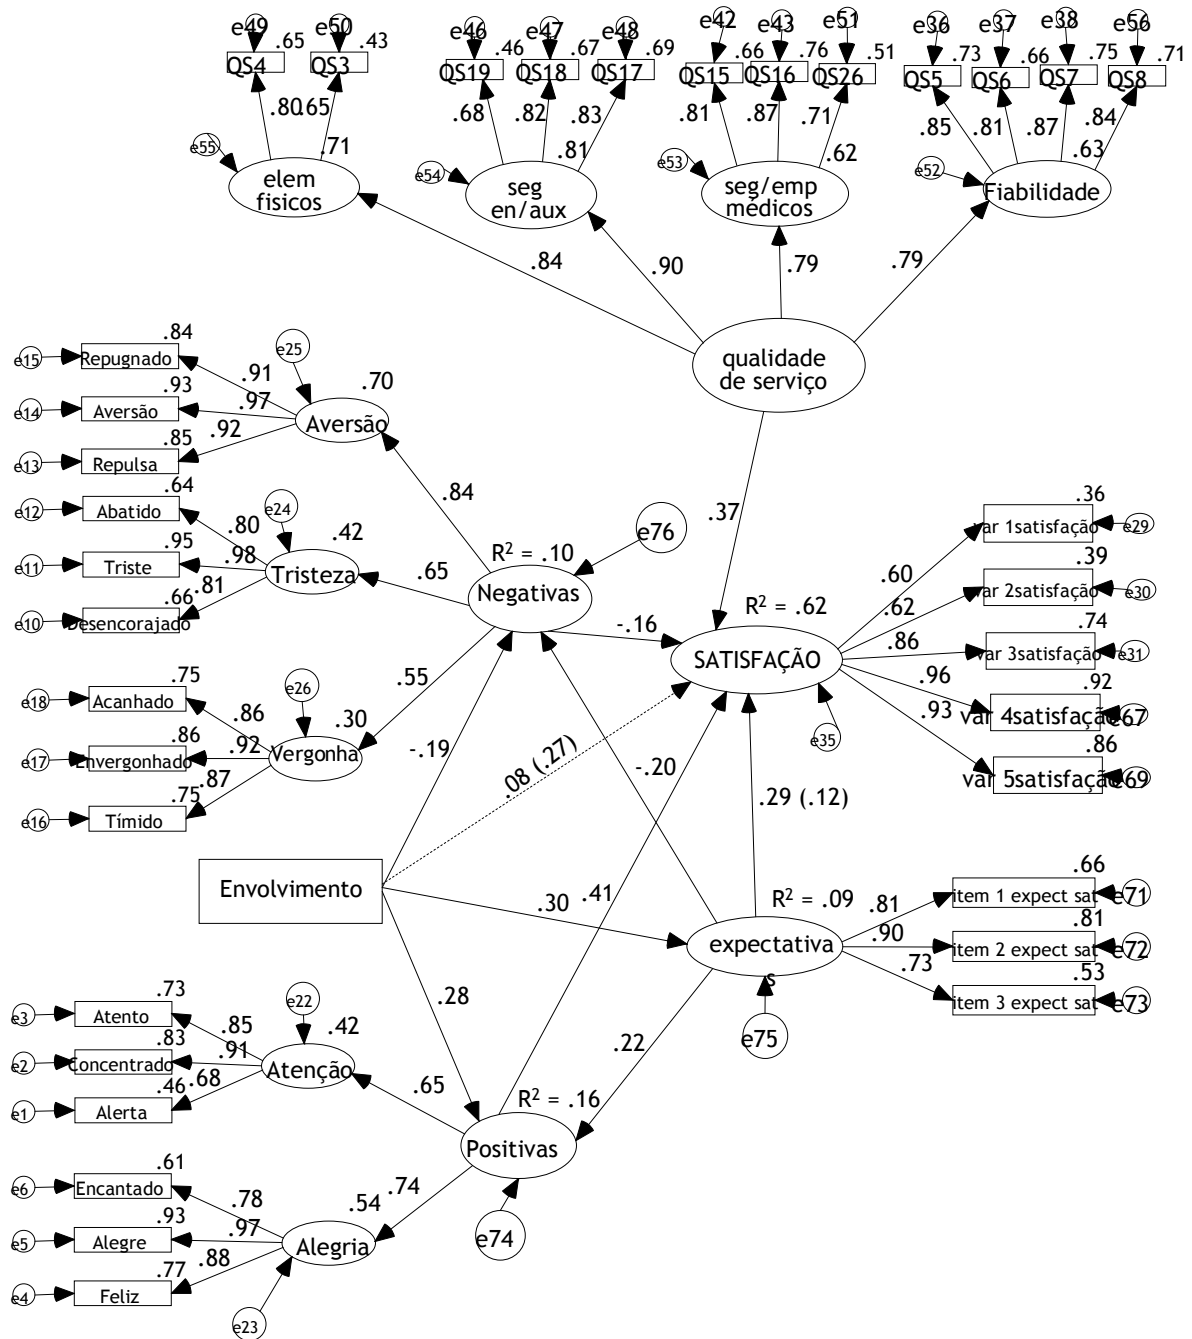 e49 e50 e46 e47 e48 e42 e43 e51 e36 e37 e38 e56
.65 .43 .46 .67 .69 .66 .76 .51 .73 .66 .75 .71
QS4 QS3 QS19 QS18 QS17 QS15 QS16 QS26 QS5 QS6 QS7 QS8
.80 .65 .68 .82 .83 .81 .87 .71 .85 .81 .87 .84
.71 .81 .62 .63
e55 e54 e53 e52
elem
fisicos
seg
en/aux
seg/emp
médicos
Fiabilidade
.84 .90 .79 .79
qualidade
de serviço
.37
.84
e15 Repugnado
.91
e25
.70
.93
e14 Aversão
.97
Aversão
.92
.85
e13 Repulsa
.84
.64
e12 Abatido
.80
e24
.42
.95
e11 Triste
.98
Tristeza
.81
.66
e10 Desencorajado
.65
R² = .10
e76
Negativas
-.16
.55
.75
e18 Acanhado
.86
e26
.30
.86
e17 Envergonhado
.92
Vergonha
.87
.75
e16 Tímido
R² = .62
SATISFAÇÃO
e35
.36
var 1satisfação e29
.60
.39
var 2satisfação e30
.62
.74
var 3satisfação e31
.86
.92
var 4satisfação e67
.96
.86
var 5satisfação e69
.93
-.19
.08 (.27)
-.20
.29 (.12)
Envolvimento
.30
.41
.28
R² = .09
expectativa
s
e75
.66
item 1 expect sat e71
.81
.81
item 2 expect sat e72
.90
.53
item 3 expect sat e73
.73
.22
.73
e3 Atento
.85
e22
.42
.83
e2 Concentrado
.91
Atenção
.68
.46
e1 Alerta
.65
R² = .16
Positivas
e74
.74
.54
.61
e6 Encantado
.78
.93
e5 Alegre
.97
Alegria
.88
.77
e4 Feliz
e23